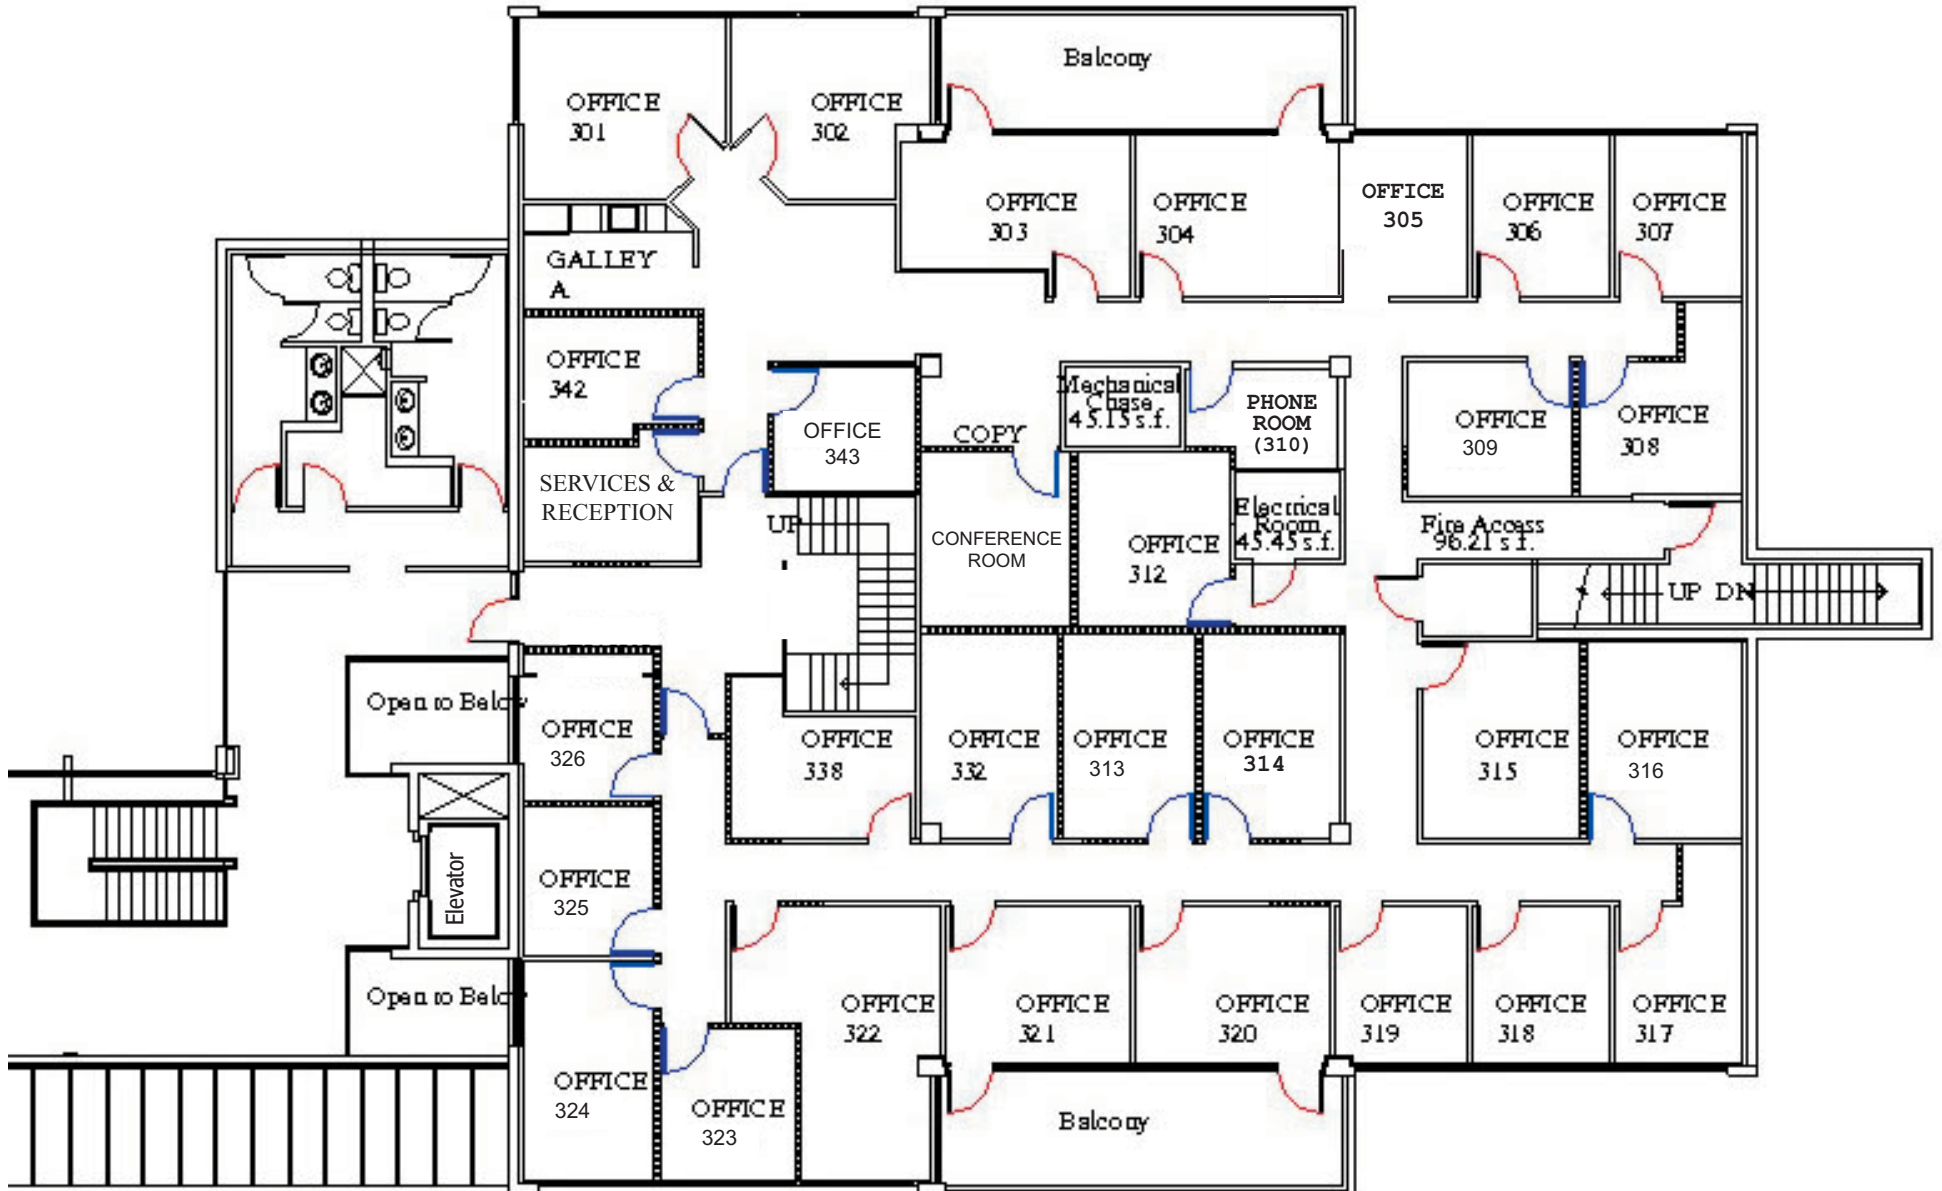 Balcony
OFFICE
301
OFFICE
302
OFFICE
303
OFFICE
304
OFFICE
305
OFFICE
306
OFFICE
307
GALLEY
A
OFFICE
342
OFFICE
343
COPY
Mechanical
Chase
45.15 s.f.
PHONE
ROOM
(310)
OFFICE
309
OFFICE
308
SERVICES &
RECEPTION
UP
CONFERENCE
ROOM
OFFICE
312
Electrical
Room
45.45 s.f.
Fire Access
96.21 s.f.
UP DN
Open to Below
OFFICE
326
OFFICE
338
OFFICE
332
OFFICE
313
OFFICE
314
OFFICE
315
OFFICE
316
Elevator
OFFICE
325
Open to Below
OFFICE
322
OFFICE
321
OFFICE
320
OFFICE
319
OFFICE
318
OFFICE
317
OFFICE
324
OFFICE
323
Balcony